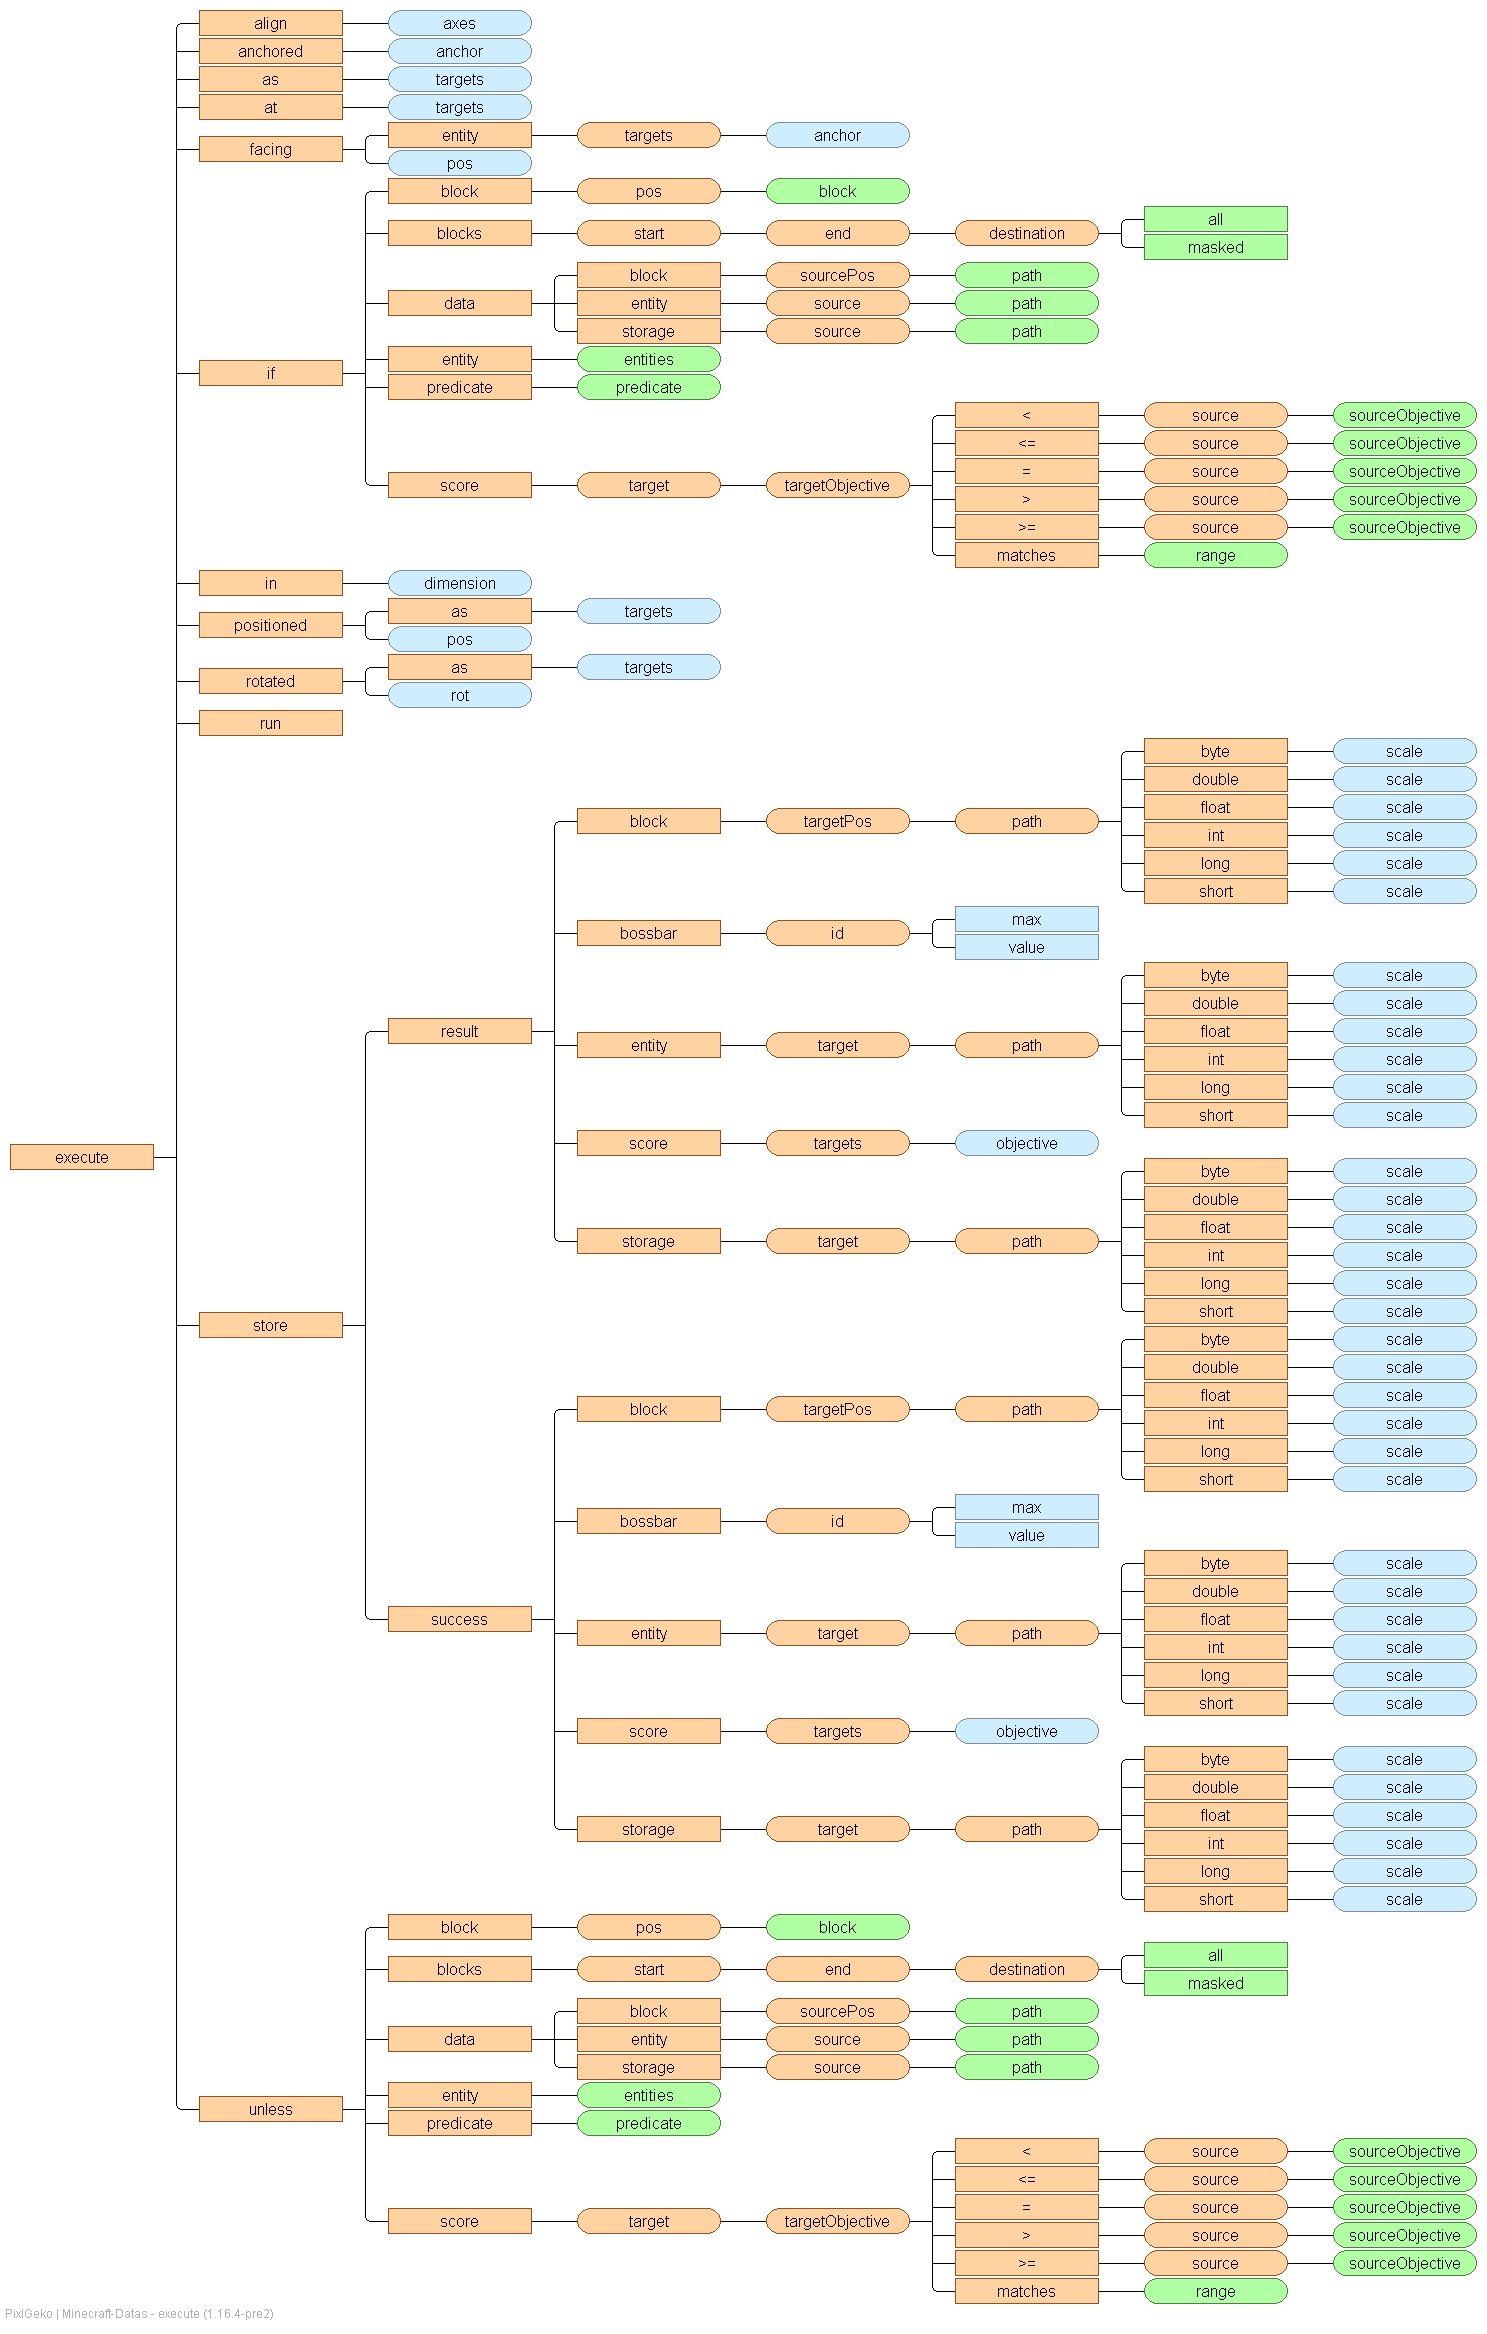 align axes
anchored anchor
as targets
at targets
entity targets anchor
facing
pos
block pos block
all
blocks start end destination
masked
block sourcePos path
data entity source path
storage source path
entity entities
if
predicate predicate
< source sourceObjective
<= source sourceObjective
= source sourceObjective
score target targetObjective
> source sourceObjective
>= source sourceObjective
matches range
in dimension
as targets
positioned
pos
as targets
rotated
rot
run
byte scale
double scale
float scale
block targetPos path
int scale
long scale
short scale
max
bossbar id
value
byte scale
double scale
result float scale
entity target path
int scale
long scale
short scale
score targets objective
execute
byte scale
double scale
float scale
storage target path
int scale
long scale
short scale
store
byte scale
double scale
float scale
block targetPos path
int scale
long scale
short scale
max
bossbar id
value
byte scale
double scale
success float scale
entity target path
int scale
long scale
short scale
score targets objective
byte scale
double scale
float scale
storage target path
int scale
long scale
short scale
block pos block
all
blocks start end destination
masked
block sourcePos path
data entity source path
storage source path
entity entities
unless
predicate predicate
< source sourceObjective
<= source sourceObjective
= source sourceObjective
score target targetObjective
> source sourceObjective
>= source sourceObjective
matches range
PixiGeko | Minecraft-Datas - execute (1.16.4-pre2)